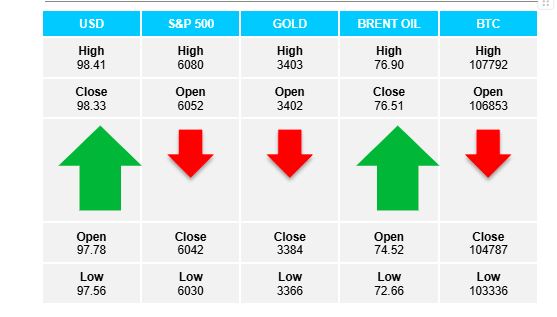 USD S&P 500 GOLD BRENT OIL BTC
High High High High High
98.41 6080 3403 76.90 107792
Close Open Open Close Open
98.33 6052 3402 76.51 106853
Open Close Close Open Close
97.78 6042 3384 74.52 104787
Low Low Low Low Low
97.56 6030 3366 72.66 103336